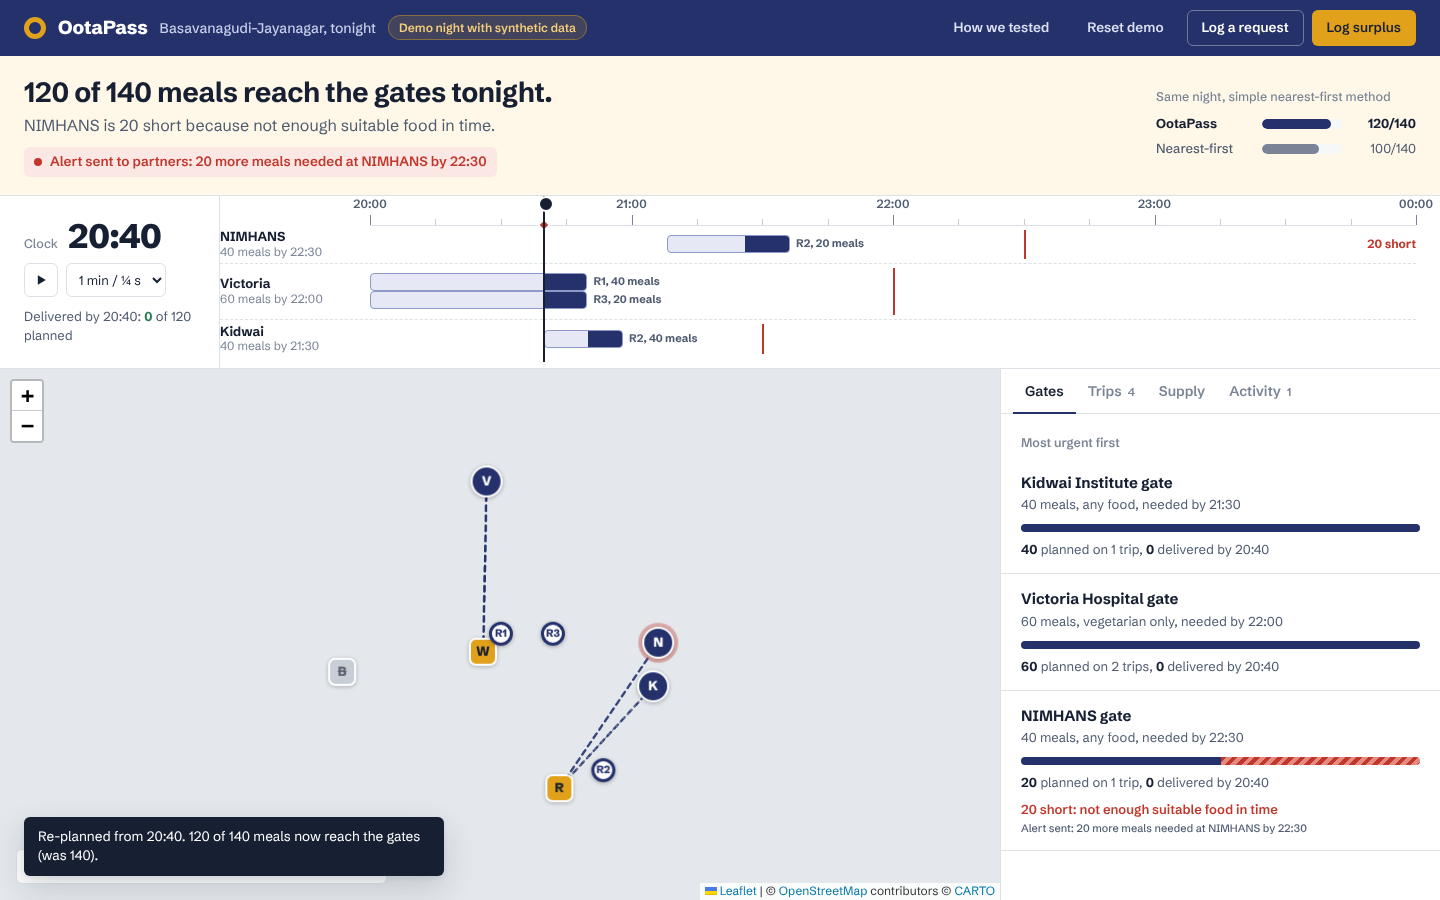 OotaPass Basavanagudi-Jayanagar, tonight Demo night with synthetic data How we tested Reset demo Log a request Log surplus
120 of 140 meals reach the gates tonight.
NIMHANS is 20 short because not enough suitable food in time.
Alert sent to partners: 20 more meals needed at NIMHANS by 22:30
Same night, simple nearest-first method
OotaPass 120/140
Nearest-first 100/140
Clock 20:40
1 min / ¼ s
Delivered by 20:40: 0 of 120
planned
20:00 21:00 22:00 23:00 00:00
NIMHANS
40 meals by 22:30
R2, 20 meals
20 short
Victoria
60 meals by 22:00
R1, 40 meals
R3, 20 meals
Kidwai
40 meals by 21:30
R2, 40 meals
+
−
V
R1
R3
W
N
B
K
R2
R
Re-planned from 20:40. 120 of 140 meals now reach the gates
(was 140).
Leaflet | © OpenStreetMap contributors © CARTO
Gates Trips 4 Supply Activity 1
Most urgent first
Kidwai Institute gate
40 meals, any food, needed by 21:30
40 planned on 1 trip, 0 delivered by 20:40
Victoria Hospital gate
60 meals, vegetarian only, needed by 22:00
60 planned on 2 trips, 0 delivered by 20:40
NIMHANS gate
40 meals, any food, needed by 22:30
20 planned on 1 trip, 0 delivered by 20:40
20 short: not enough suitable food in time
Alert sent: 20 more meals needed at NIMHANS by 22:30